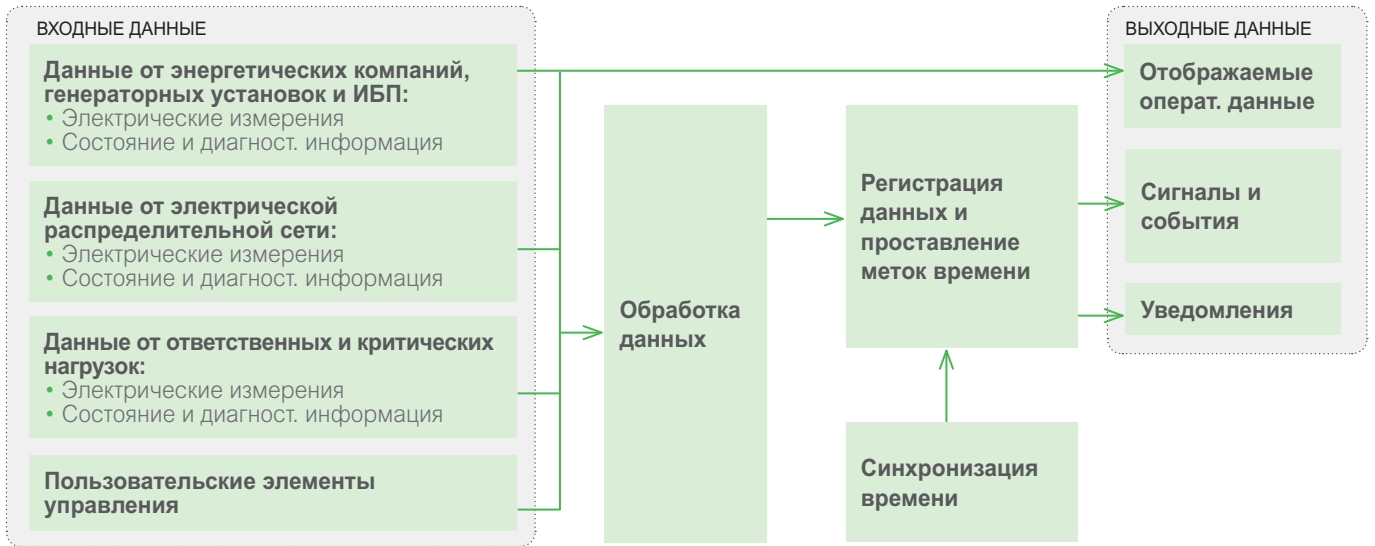 ВХОДНЫЕ ДАННЫЕ
Данные от энергетических компаний,
генераторных установок и ИБП:
• Электрические измерения
• Состояние и диагност. информация
Данные от электрической
распределительной сети:
• Электрические измерения
• Состояние и диагност. информация
Данные от ответственных и критических
нагрузок:
• Электрические измерения
• Состояние и диагност. информация
Пользовательские элементы
управления
Обработка
данных
Регистрация
данных и
проставление
меток времени
Синхронизация
времени
ВЫХОДНЫЕ ДАННЫЕ
Отображаемые
операт. данные
Сигналы и
события
Уведомления